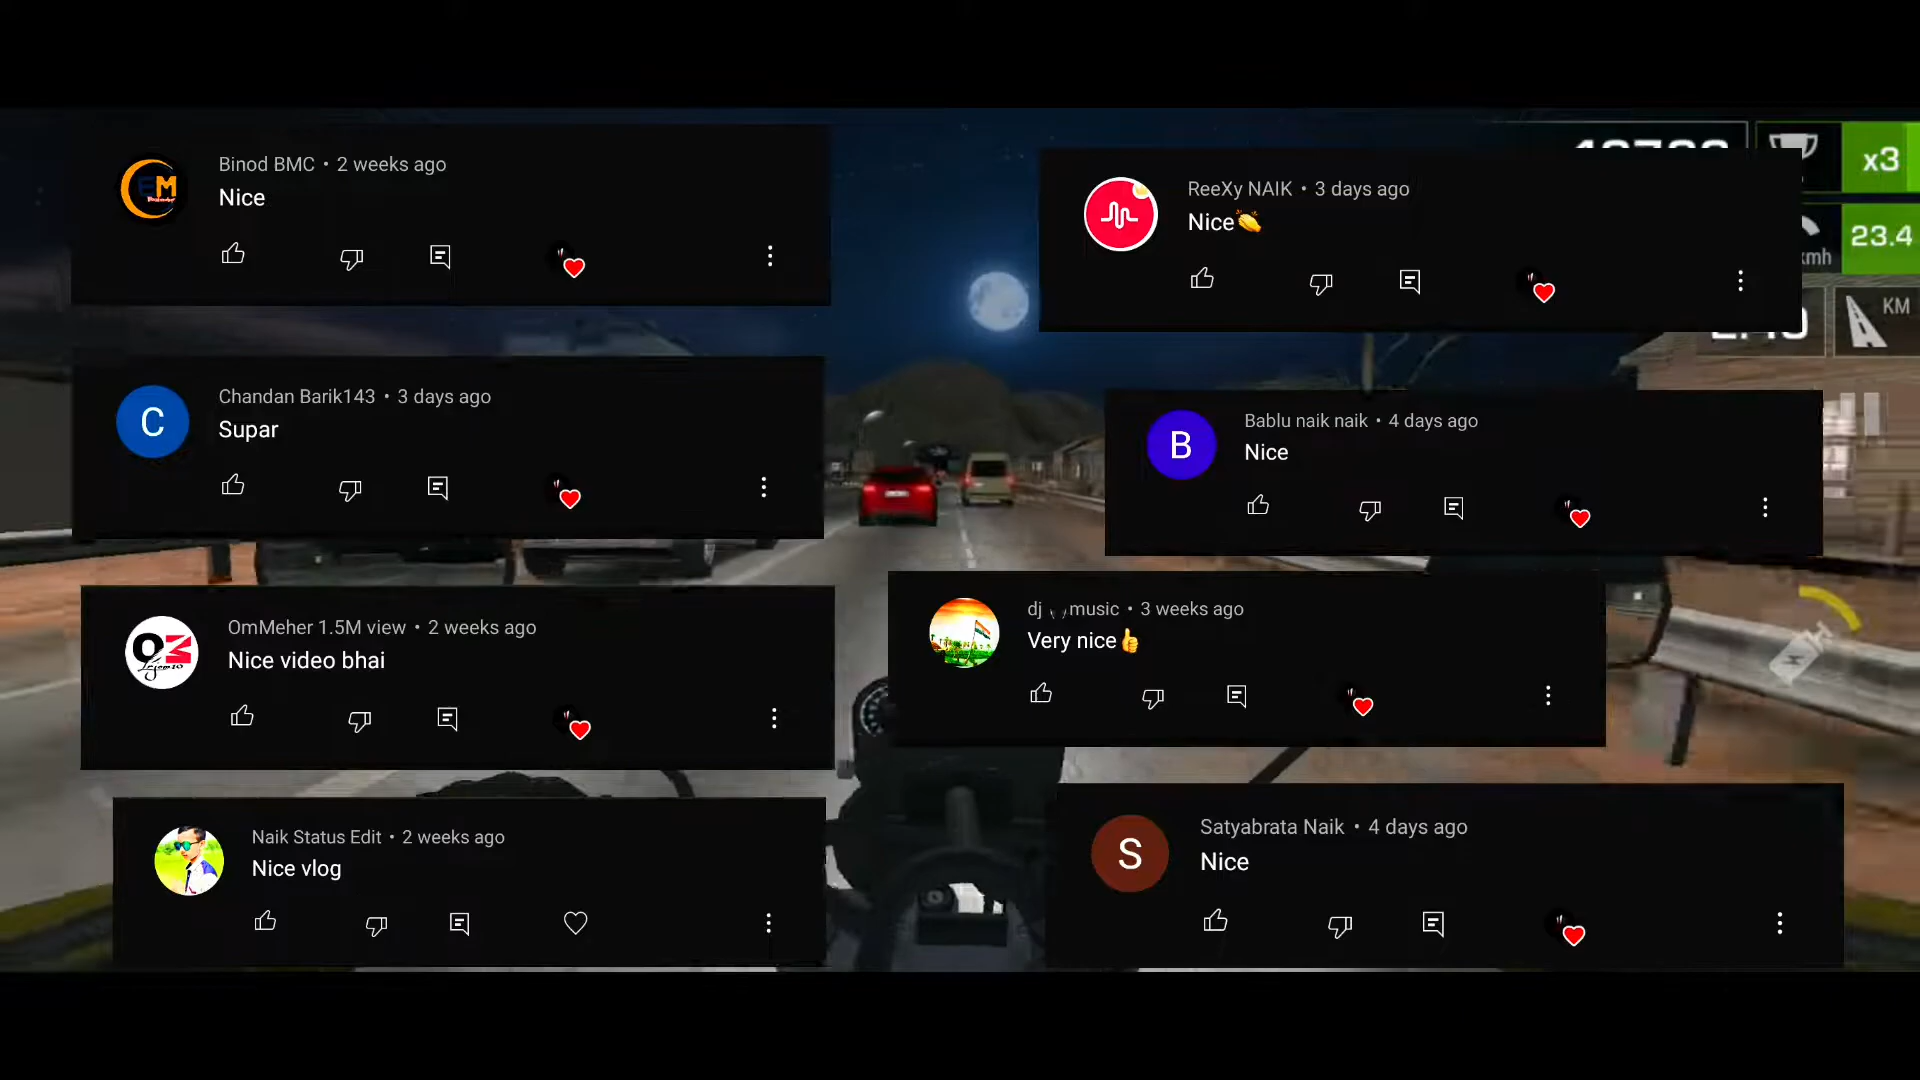 Binod BMC • 2 weeks ago
Nice
ReeXy NAIK • 3 days ago
Nice👏
x3
23.4
kmh
KM
Chandan Barik143 • 3 days ago
Supar
C
Bablu naik naik • 4 days ago
Nice
B
OmMeher 1.5M view • 2 weeks ago
Nice video bhai
dj music • 3 weeks ago
Very nice👍
Naik Status Edit • 2 weeks ago
Nice vlog
Satyabrata Naik • 4 days ago
Nice
S